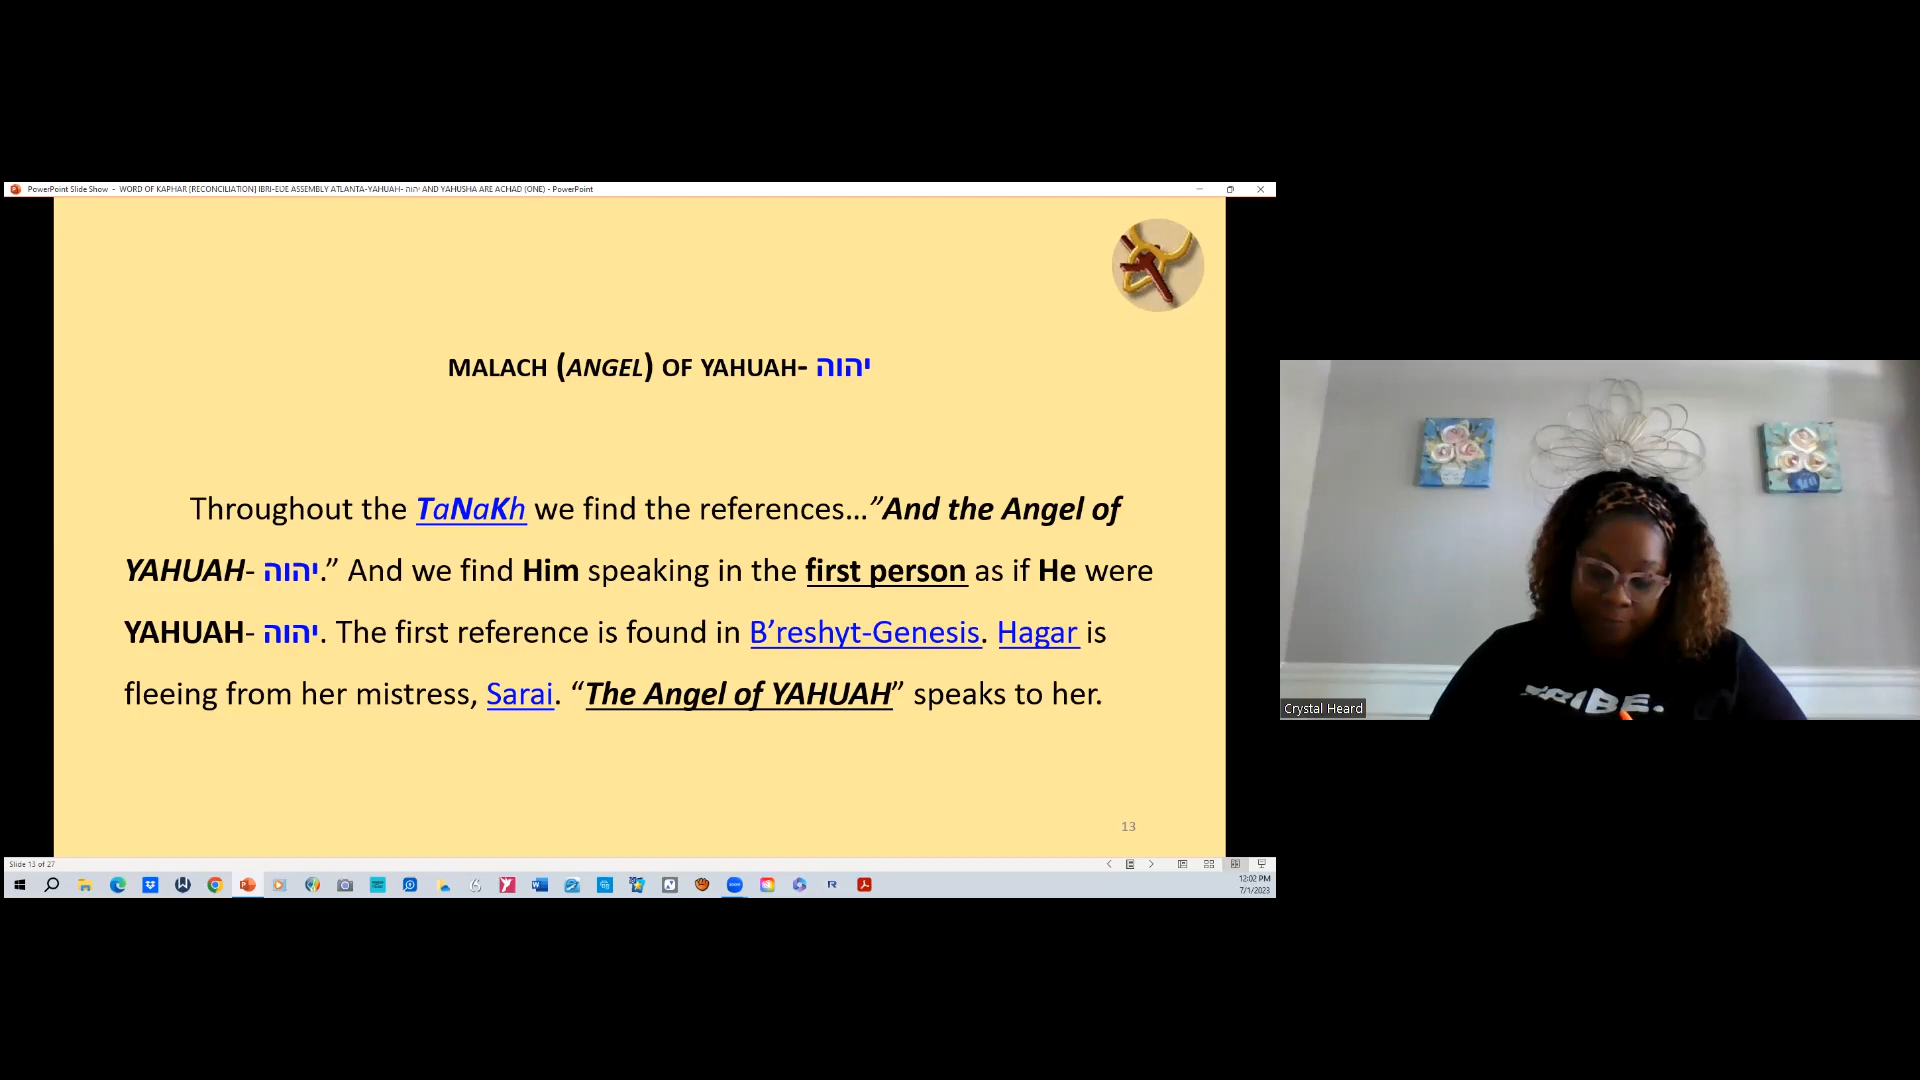 PowerPoint Slide Show - WORD OF KAPHAR [RECONCILIATION] IBRI-EDE ASSEMBLY ATLANTA-YAHUAH- יהוה AND YAHUSHA ARE ACHAD (ONE) - PowerPoint
MALACH (ANGEL) OF YAHUAH- יהוה
Throughout the TaNaKh we find the references…”And the Angel of
YAHUAH- יהוה.” And we find Him speaking in the first person as if He were
YAHUAH- יהוה. The first reference is found in B’reshyt-Genesis. Hagar is
fleeing from her mistress, Sarai. “The Angel of YAHUAH” speaks to her.
13
Slide 13 of 27
12:02 PM
7/1/2023
Crystal Heard
TRIBE.